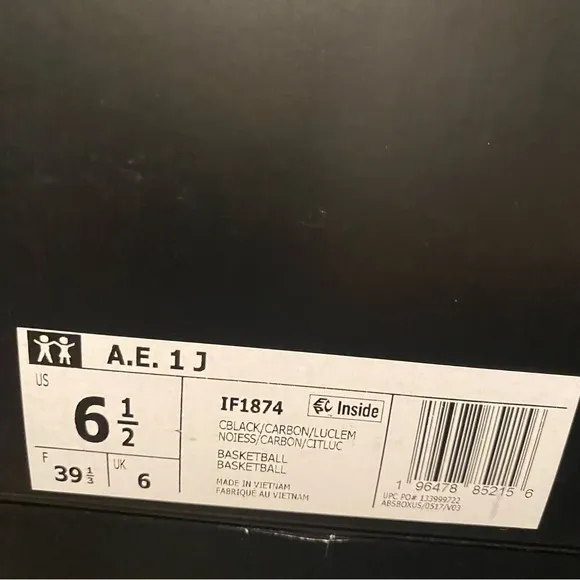 A.E. 1 J
US
6 1/2
F
39 1/3
UK
6
IF1874
Inside
CBLACK/CARBON/LUCLEM
NOIESS/CARBON/CITLUC
BASKETBALL
BASKETBALL
MADE IN VIETNAM
FABRIQUÉ AU VIETNAM
1 96478 85215 6
UPC PO# 133999722
ABSBOXUS/0517/V03